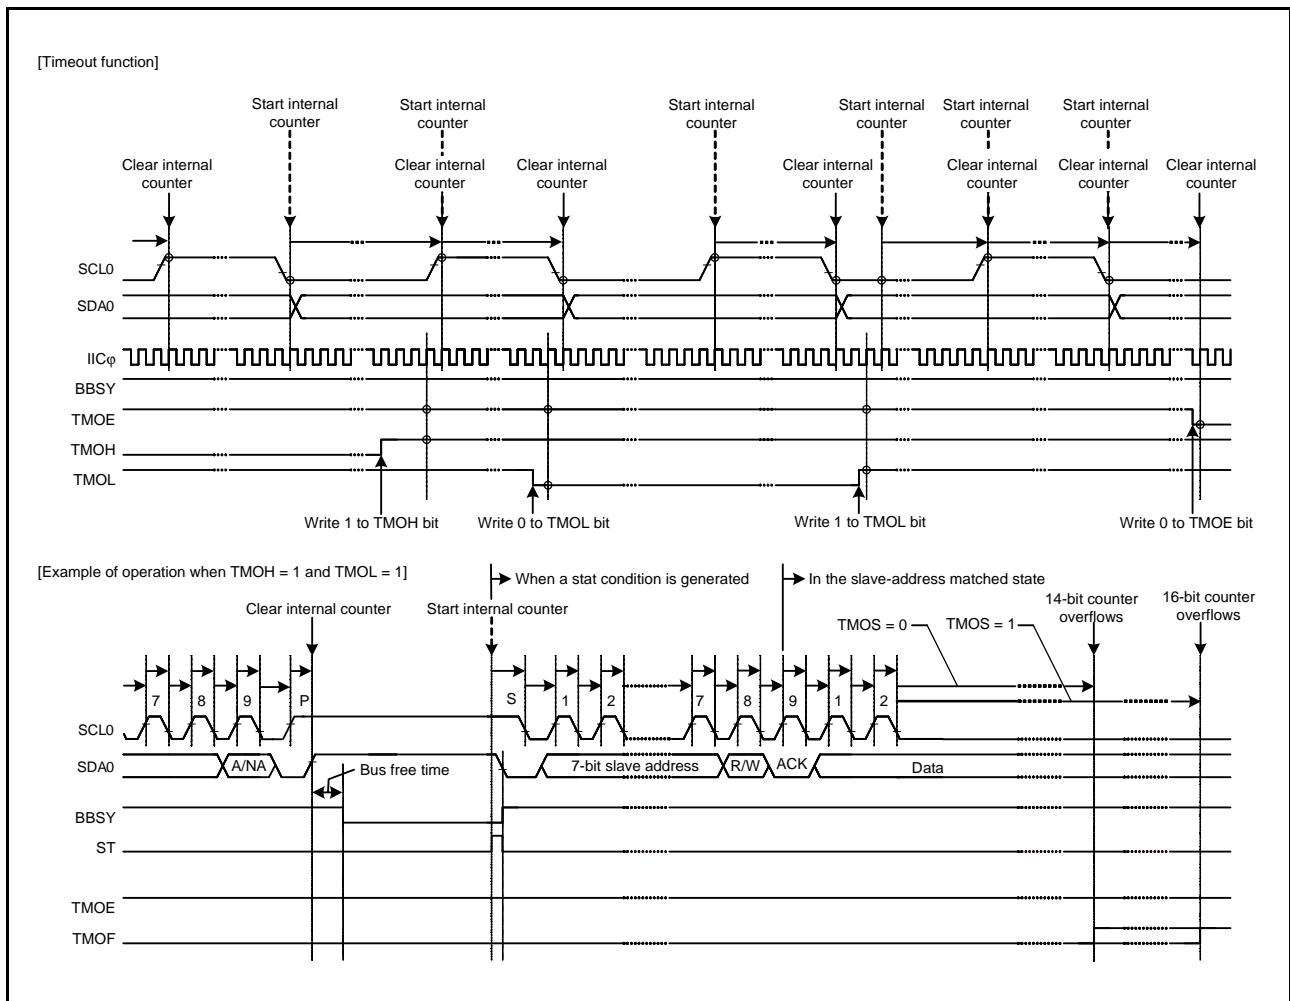 [Timeout function]
Start internal
counter
Start internal
counter
Start internal
counter
Start internal
counter
Start internal
counter
Start internal
counter
Clear internal
counter
Clear internal
counter
Clear internal
counter
Clear internal
counter
Clear internal
counter
Clear internal
counter
Clear internal
counter
SCL0
SDA0
IICφ
BBSY
TMOE
TMOH
TMOL
Write 1 to TMOH bit
Write 0 to TMOL bit
Write 1 to TMOL bit
Write 0 to TMOE bit
[Example of operation when TMOH = 1 and TMOL = 1]
When a stat condition is generated
In the slave-address matched state
Clear internal counter
Start internal counter
14-bit counter
overflows
16-bit counter
overflows
TMOS = 0
TMOS = 1
7 8 9 P S 1 2 7 8 9 1 2
SCL0
SDA0
A/NA
Bus free time
7-bit slave address
R/W
ACK
Data
BBSY
ST
TMOE
TMOF